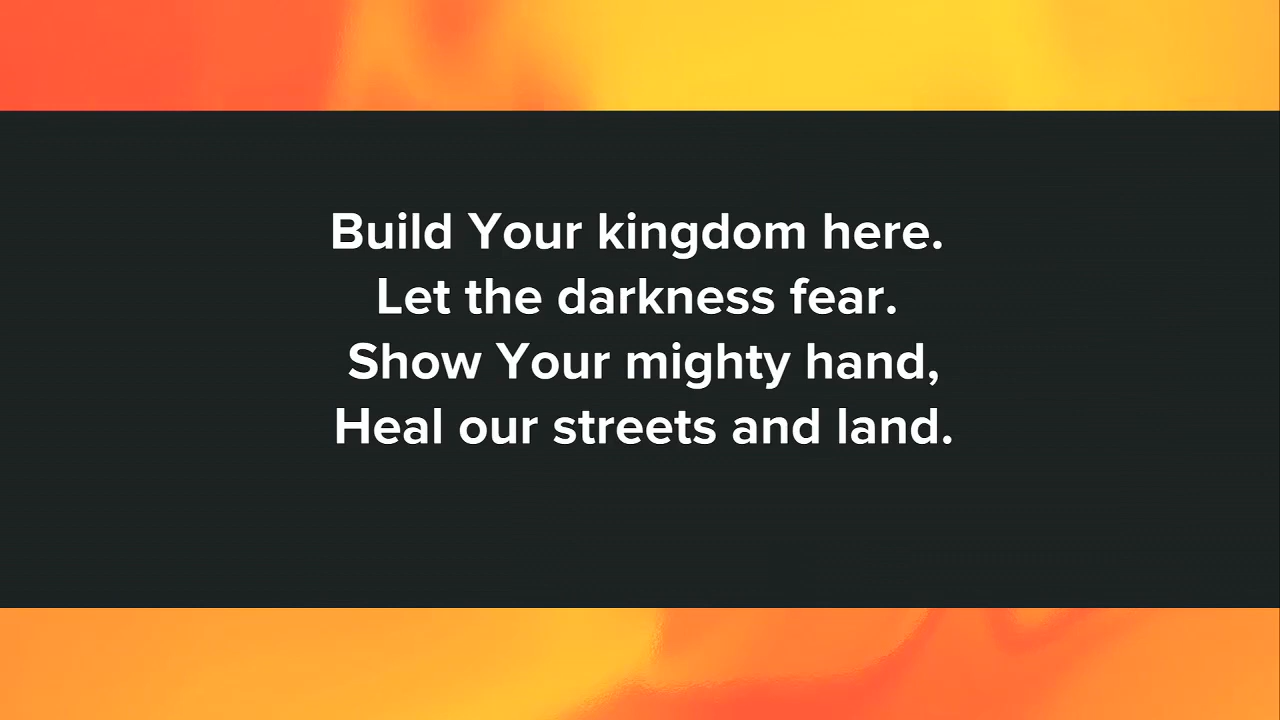 Build Your kingdom here.
Let the darkness fear.
Show Your mighty hand,
Heal our streets and land.